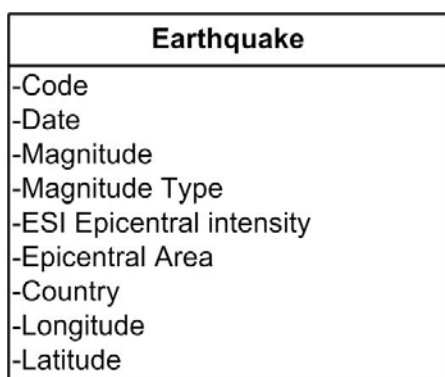 Earthquake
-Code
-Date
-Magnitude
-Magnitude Type
-ESI Epicentral intensity
-Epicentral Area
-Country
-Longitude
-Latitude